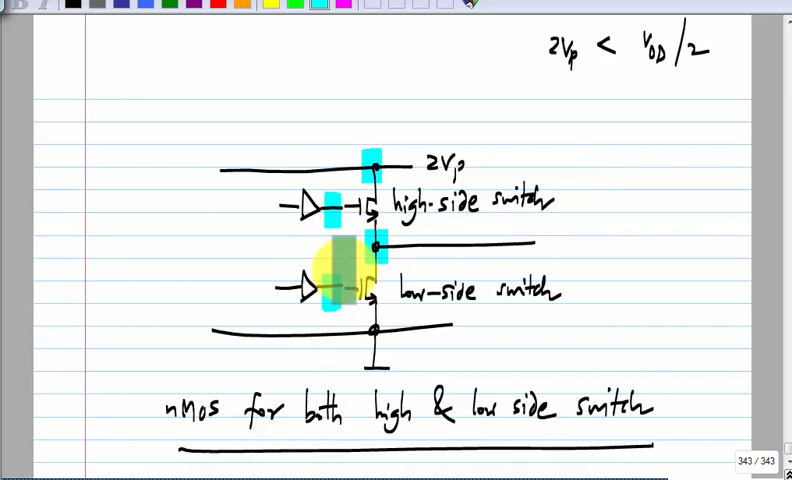 2Vp < VDD/2
2Vp
high-side switch
low-side switch
nMOS for both high & low side switch
343 / 343